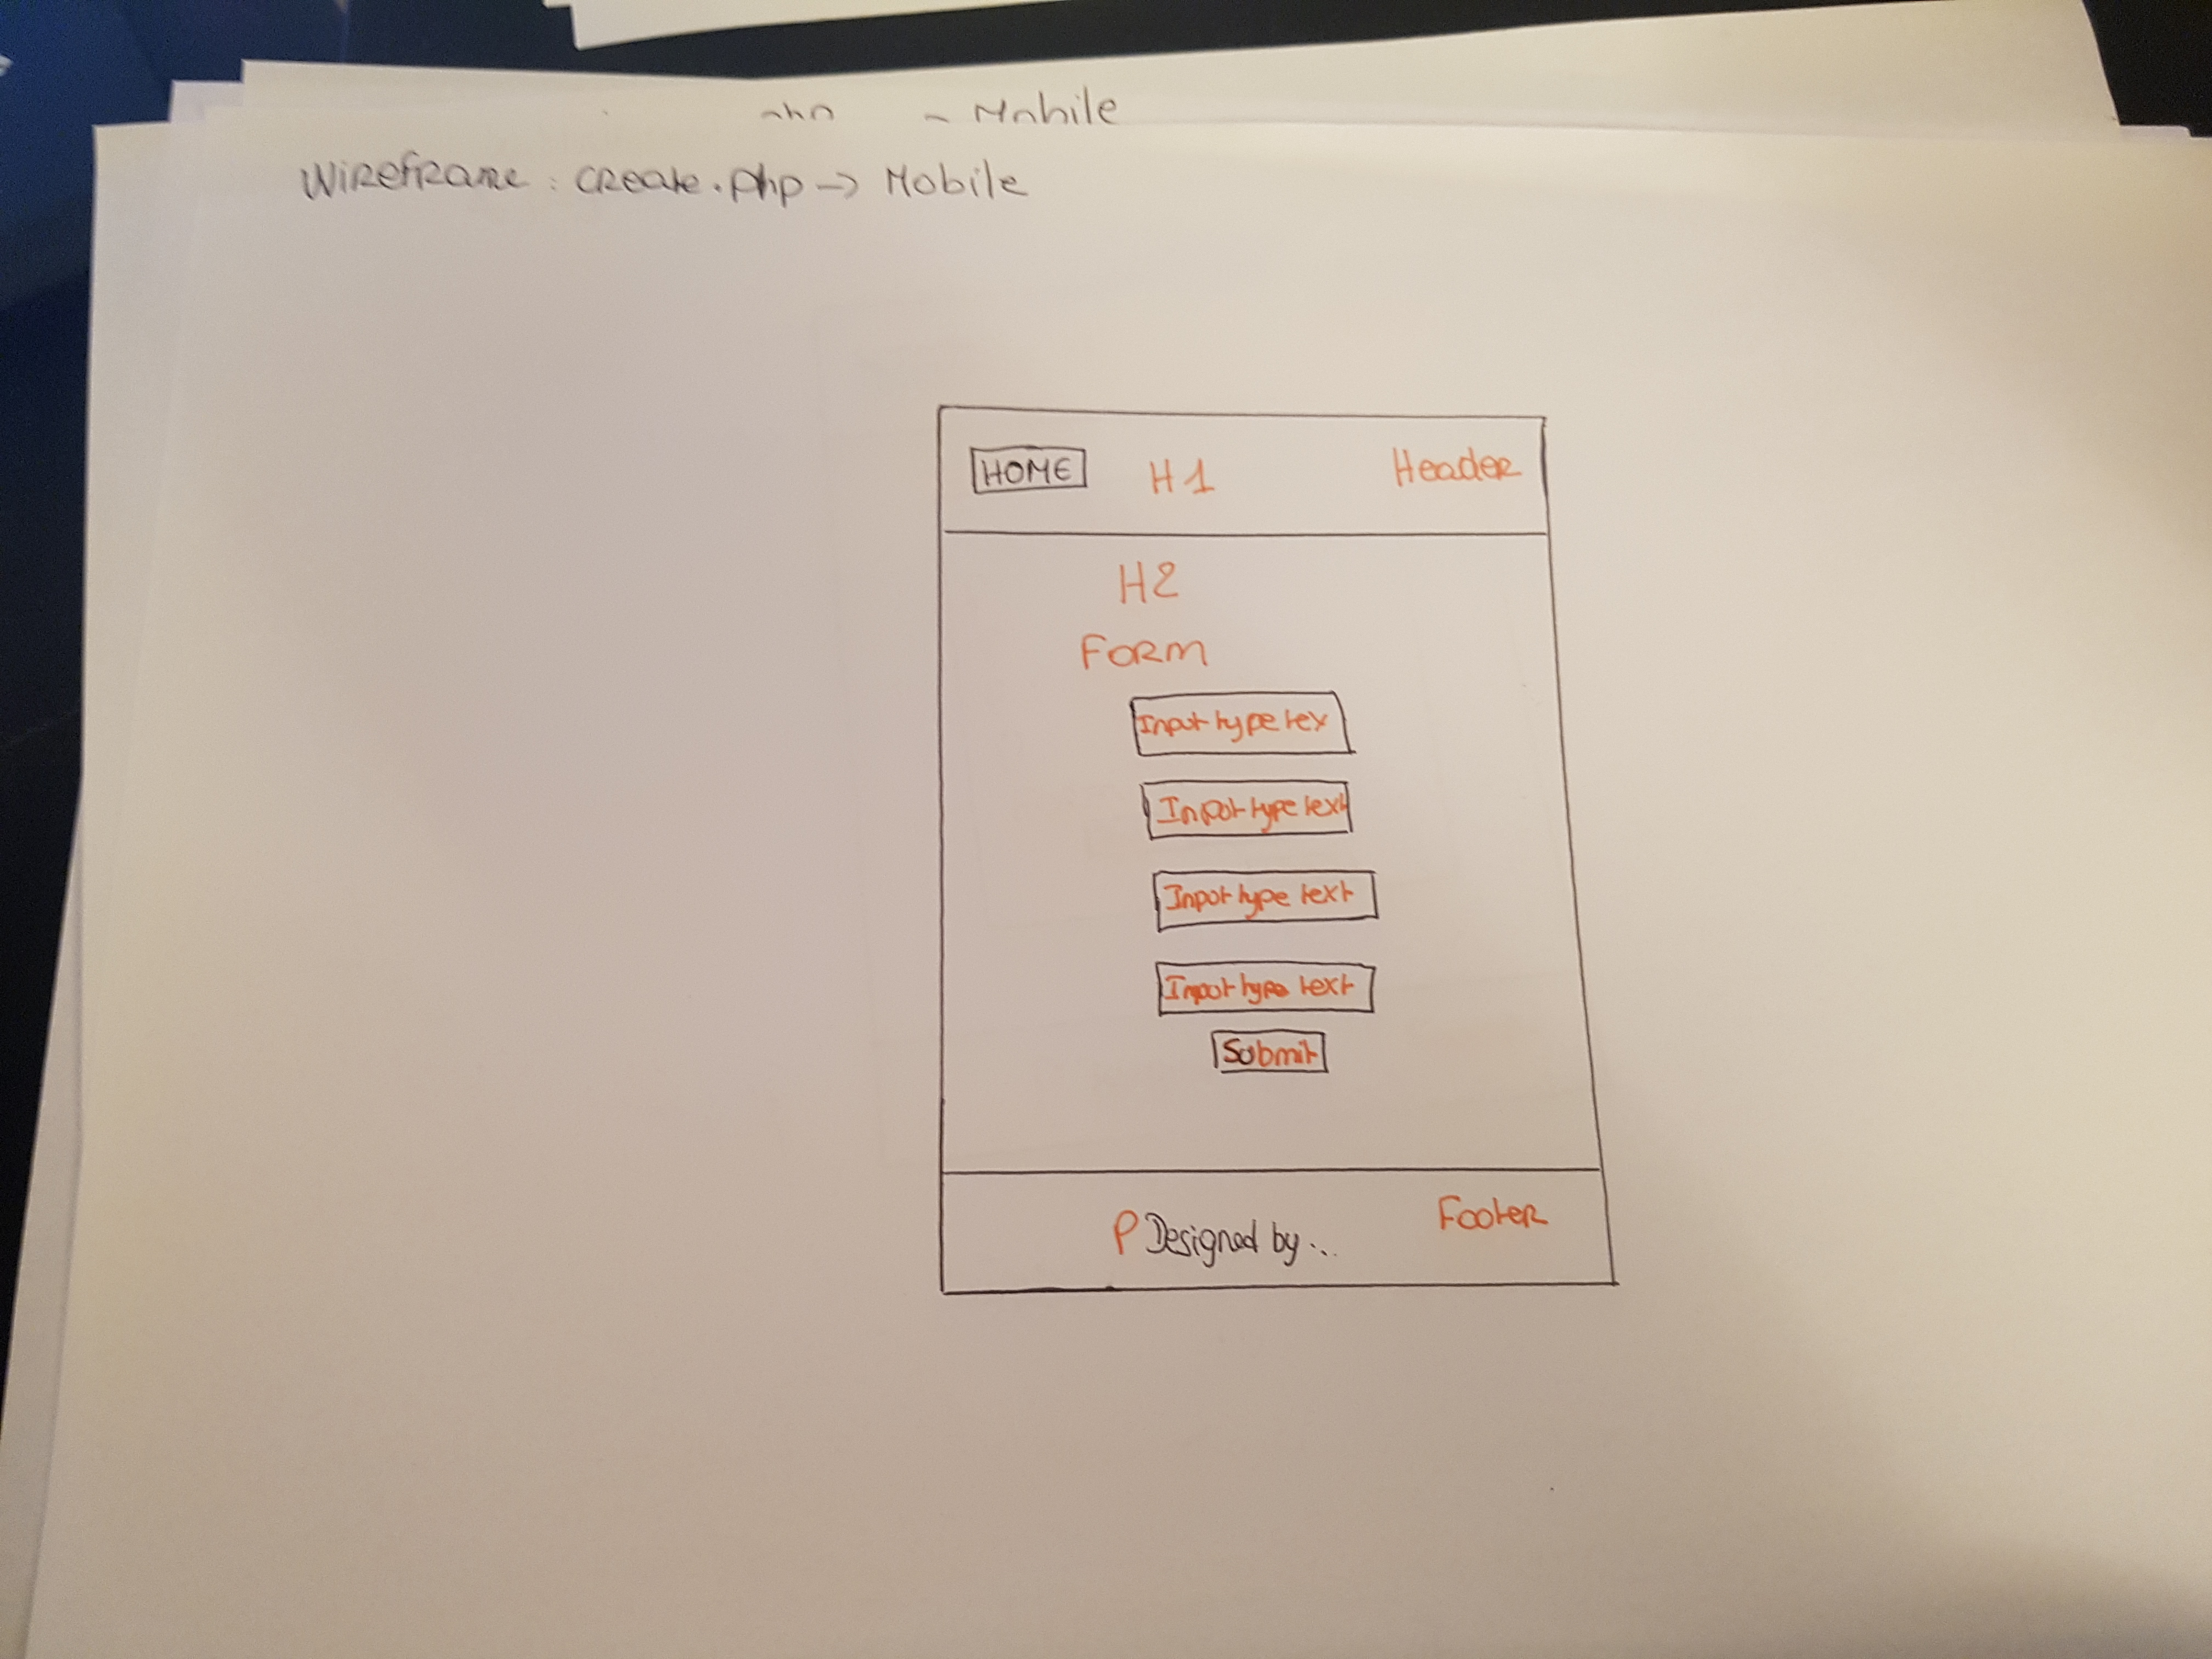 Mobile
Wireframe : create.php -> Mobile
HOME H1 Header
H2
Form
Input type tex
Input type text
Input type text
Input type text
Submit
Footer
P Designed by ...